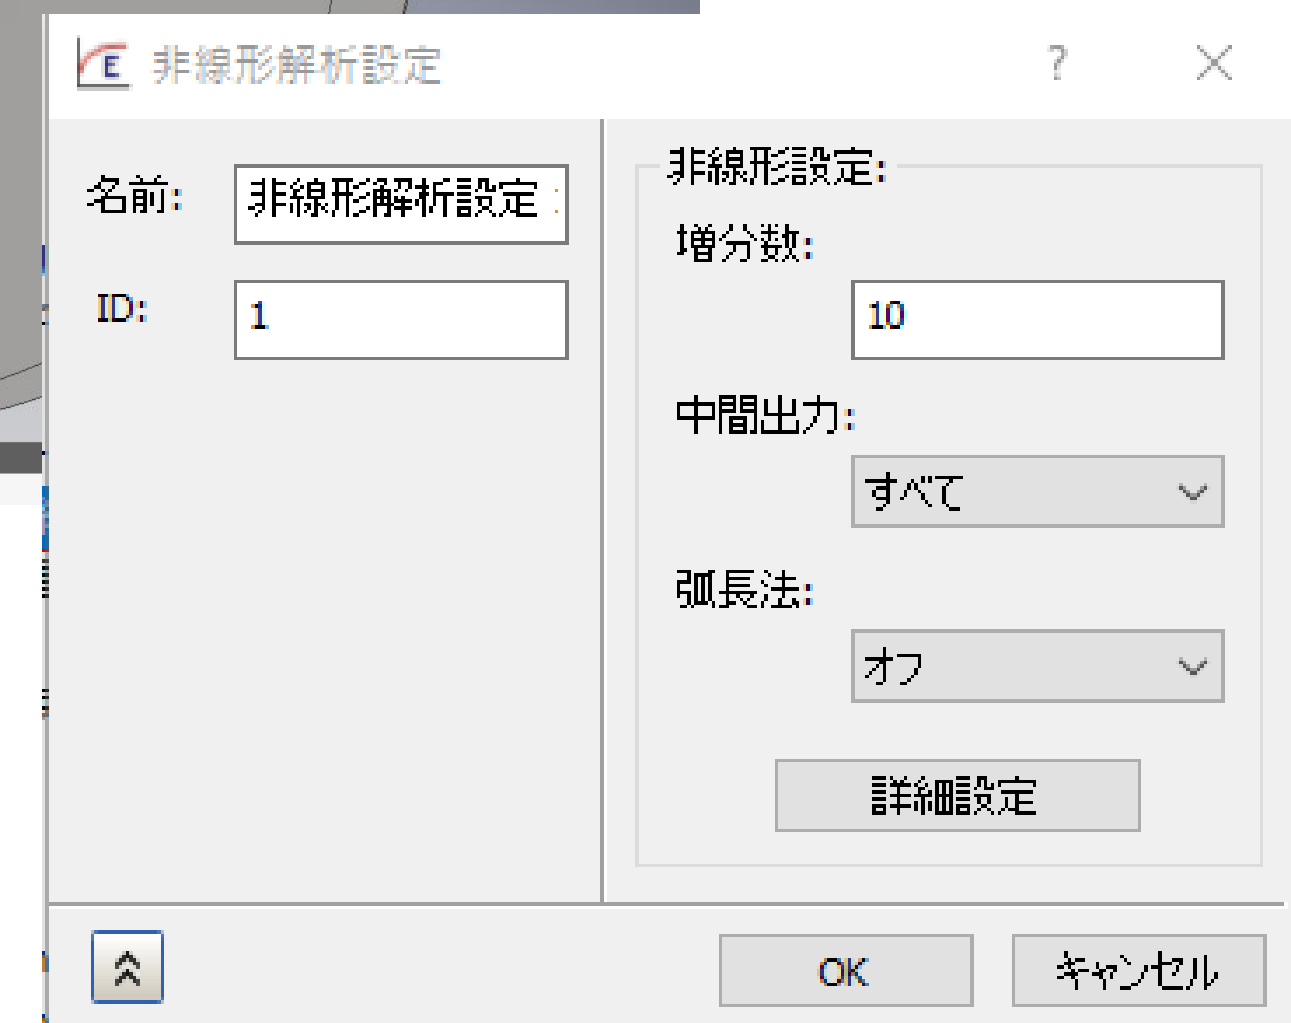 E 非線形解析設定 ? ×
名前: 非線形解析設定
ID: 1
非線形設定:
増分数:
10
中間出力:
すべて
弧長法:
オフ
詳細設定
OK キャンセル